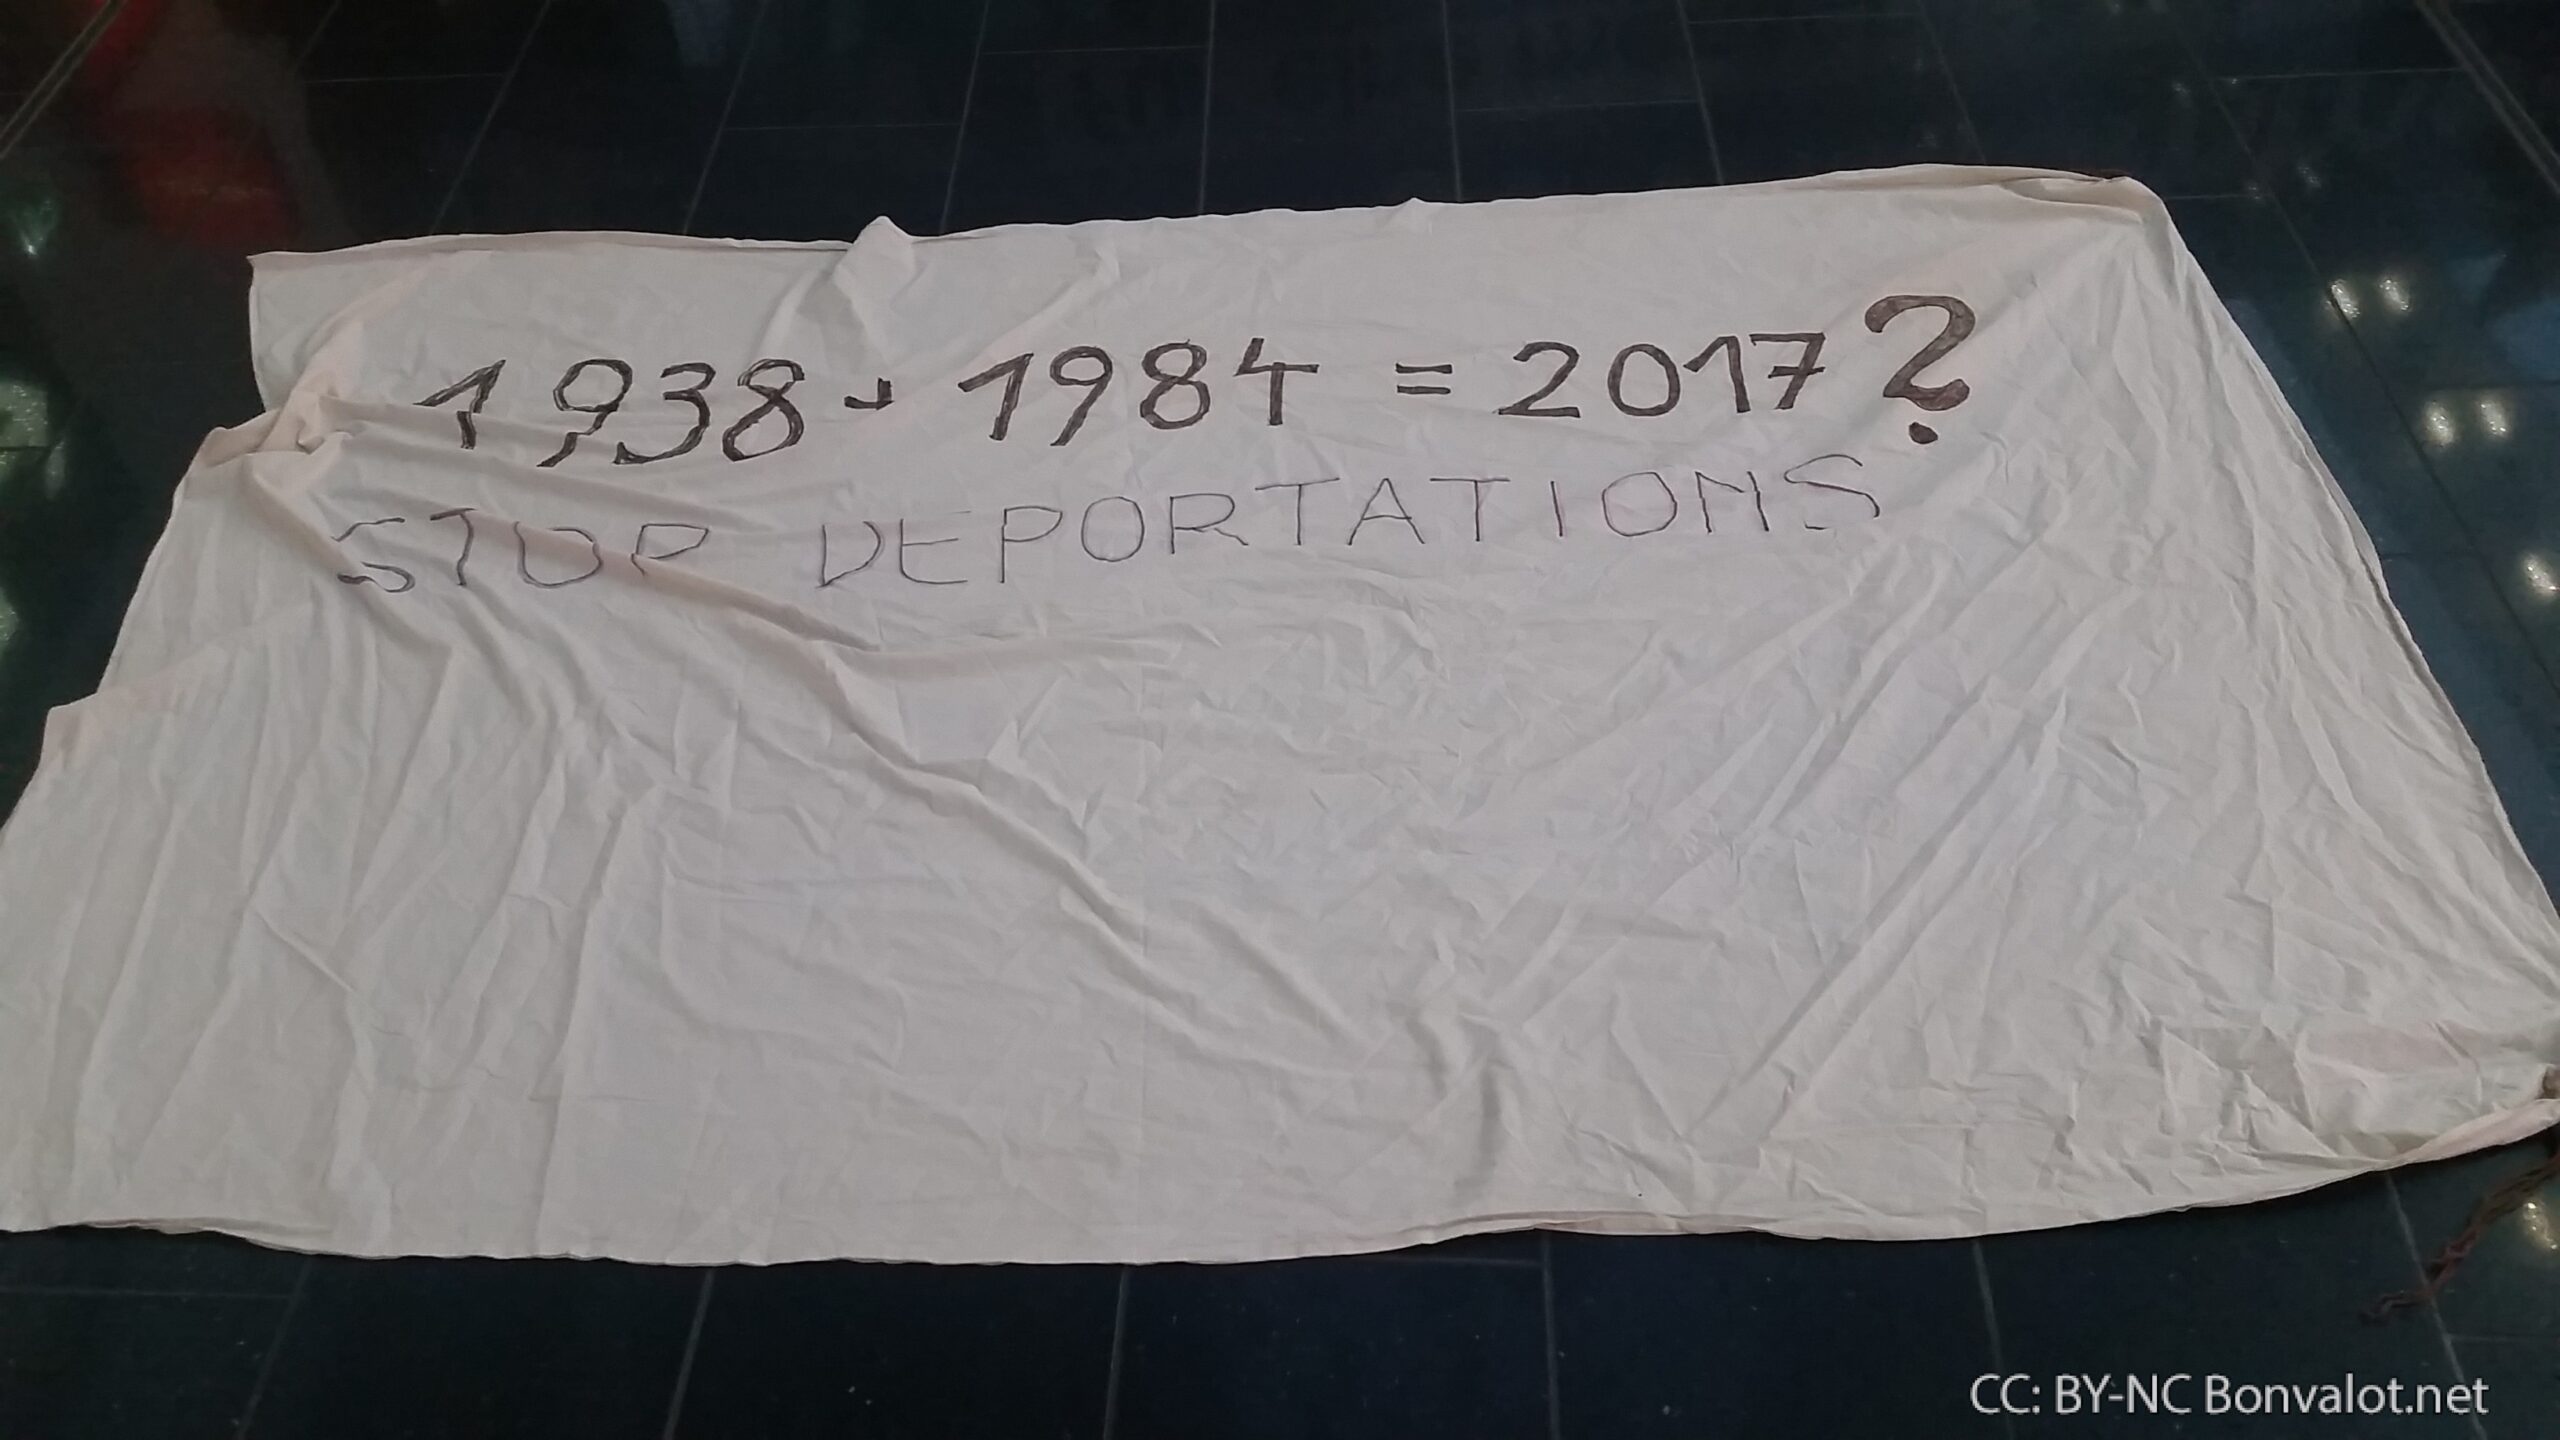 1938 + 1984 = 2017?
STOP DEPORTATIONS
CC: BY-NC Bonvalot.net